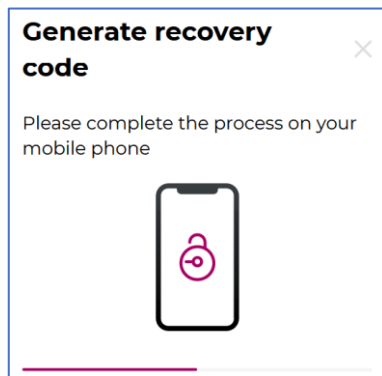 Generate recovery
code
Please complete the process on your
mobile phone